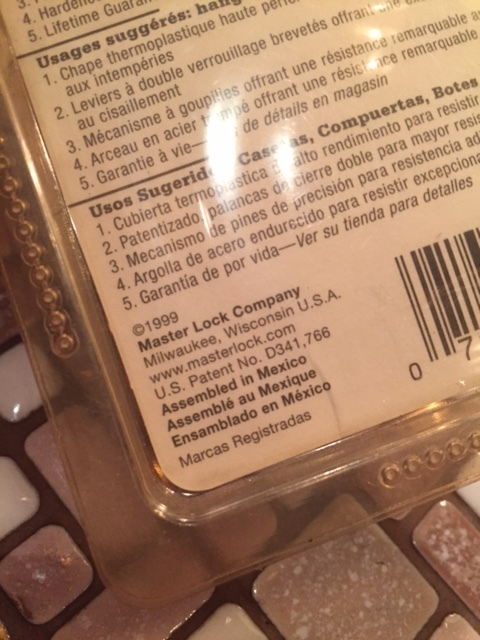 4. Hardene
5. Lifetime Guaran
Usages suggérés: hang
1. Chape thermoplastique haute perfor
aux intempéries
2. Leviers à double verrouillage brevetés offrant une
au cisaillement
3. Mécanisme à goupilles offrant une résistance remarquable a
4. Arceau en acier trempé offrant une résistance remarquable
5. Garantie à vie— de détails en magasin
Usos Sugerid Casetas, Compuertas, Botes
1. Cubierta termoplástica alto rendimiento para resistir
2. Patentizado palancas de cierre doble para mayor resis
3. Mecanismo de pines de precisión para resistencia ad
4. Argolla de acero endurecido para resistir excepciona
5. Garantía de por vida—Ver su tienda para detalles
©1999
Master Lock Company
Milwaukee, Wisconsin U.S.A.
www.masterlock.com
U.S. Patent No. D341,766
Assembled in Mexico
Assemblé au Mexique
Ensamblado en México
Marcas Registradas
0 7